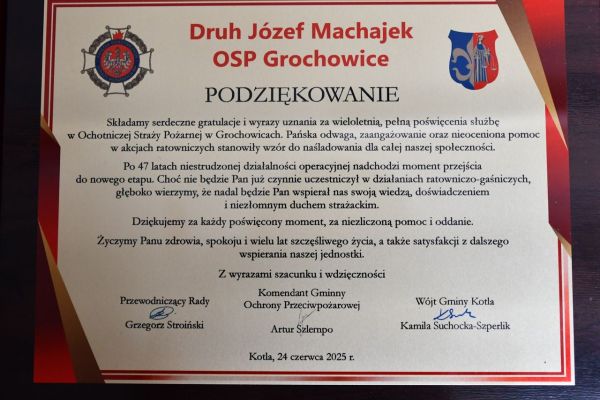 Druh Józef Machajek
OSP Grochowice
PODZIĘKOWANIE
Składamy serdeczne gratulacje i wyrazy uznania za wieloletnią, pełną poświęcenia służbę
w Ochotniczej Straży Pożarnej w Grochowicach. Pańska odwaga, zaangażowanie oraz nieoceniona pomoc
w akcjach ratowniczych stanowiły wzór do naśladowania dla całej naszej społeczności.
Po 47 latach niestrudzonej działalności operacyjnej nadchodzi moment przejścia
do nowego etapu. Choć nie będzie Pan już czynnie uczestniczył w działaniach ratowniczo-gaśniczych,
głęboko wierzymy, że nadal będzie Pan wspierał nas swoją wiedzą, doświadczeniem
i niezłomnym duchem strażackim.
Dziękujemy za każdy poświęcony moment, za niezliczoną pomoc i oddanie.
Życzymy Panu zdrowia, spokoju i wielu lat szczęśliwego życia, a także satysfakcji z dalszego
wspierania naszej jednostki.
Z wyrazami szacunku i wdzięczności
Przewodniczący Rady
Grzegorz Stroiński
Komendant Gminny
Ochrony Przeciwpożarowej
Artur Szlempo
Wójt Gminy Kotla
Kamila Suchocka-Szperlik
Kotla, 24 czerwca 2025 r.